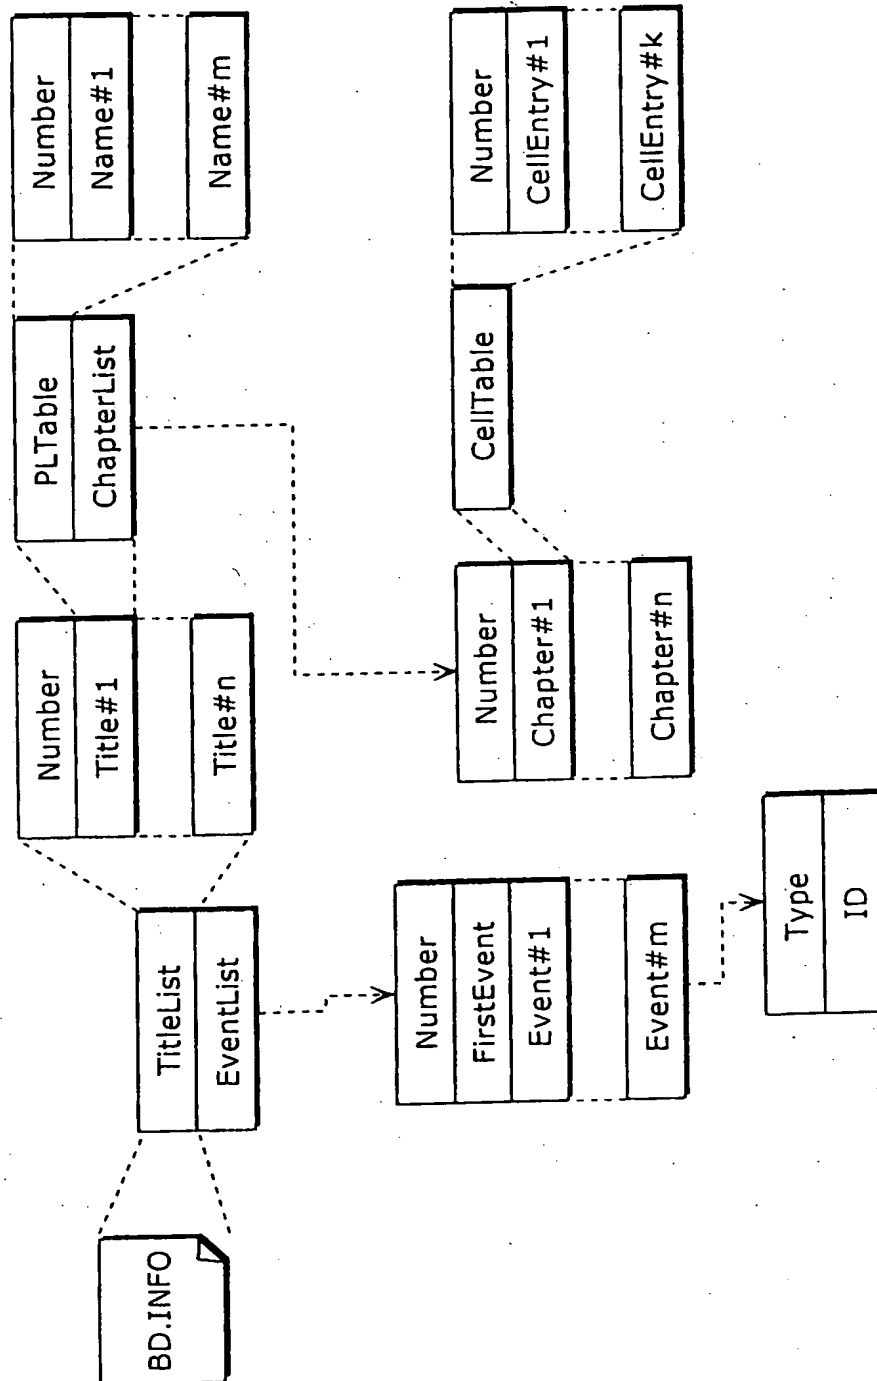 BD.INFO
TitleList
EventList
Number
Title#1
Title#n
PLTable
ChapterList
Number
Name#1
Name#m
Number
FirstEvent
Event#1
Event#m
Number
Chapter#1
Chapter#n
CellTable
Number
CellEntry#1
CellEntry#k
Type
ID